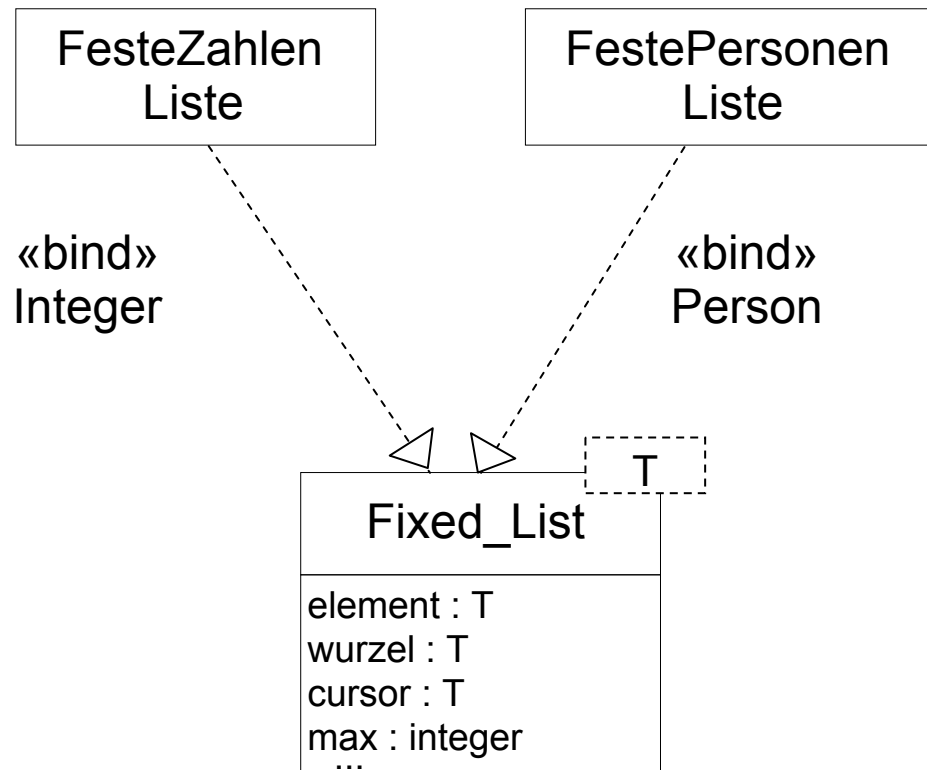 FesteZahlen
Liste
FestePersonen
Liste
«bind»
Integer
«bind»
Person
T
Fixed_List
element : T
wurzel : T
cursor : T
max : integer
...